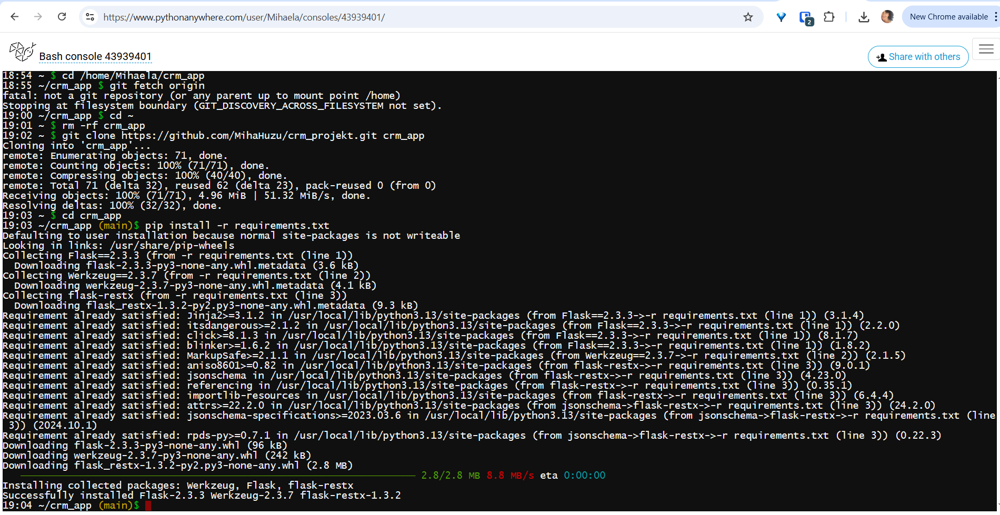 https://www.pythonanywhere.com/user/Mihaela/consoles/43939401/
2
New Chrome available
Bash console 43939401
Share with others
18:54 ~ $ cd /home/Mihaela/crm_app
18:55 ~/crm_app $ git fetch origin
fatal: not a git repository (or any parent up to mount point /home)
Stopping at filesystem boundary (GIT_DISCOVERY_ACROSS_FILESYSTEM not set).
19:00 ~/crm_app $ cd ~
19:01 ~ $ rm -rf crm_app
19:02 ~ $ git clone https://github.com/MihaHuzu/crm_projekt.git crm_app
Cloning into 'crm_app'...
remote: Enumerating objects: 71, done.
remote: Counting objects: 100% (71/71), done.
remote: Compressing objects: 100% (40/40), done.
remote: Total 71 (delta 32), reused 62 (delta 23), pack-reused 0 (from 0)
Receiving objects: 100% (71/71), 4.96 MiB | 51.32 MiB/s, done.
Resolving deltas: 100% (32/32), done.
19:03 ~ $ cd crm_app
19:03 ~/crm_app (main)$ pip install -r requirements.txt
Defaulting to user installation because normal site-packages is not writeable
Looking in links: /usr/share/pip-wheels
Collecting Flask==2.3.3 (from -r requirements.txt (line 1))
  Downloading flask-2.3.3-py3-none-any.whl.metadata (3.6 kB)
Collecting Werkzeug==2.3.7 (from -r requirements.txt (line 2))
  Downloading werkzeug-2.3.7-py3-none-any.whl.metadata (4.1 kB)
Collecting flask-restx (from -r requirements.txt (line 3))
  Downloading flask_restx-1.3.2-py2.py3-none-any.whl.metadata (9.3 kB)
Requirement already satisfied: Jinja2>=3.1.2 in /usr/local/lib/python3.13/site-packages (from Flask==2.3.3->-r requirements.txt (line 1)) (3.1.4)
Requirement already satisfied: itsdangerous>=2.1.2 in /usr/local/lib/python3.13/site-packages (from Flask==2.3.3->-r requirements.txt (line 1)) (2.2.0)
Requirement already satisfied: click>=8.1.3 in /usr/local/lib/python3.13/site-packages (from Flask==2.3.3->-r requirements.txt (line 1)) (8.1.7)
Requirement already satisfied: blinker>=1.6.2 in /usr/local/lib/python3.13/site-packages (from Flask==2.3.3->-r requirements.txt (line 1)) (1.8.2)
Requirement already satisfied: MarkupSafe>=2.1.1 in /usr/local/lib/python3.13/site-packages (from Werkzeug==2.3.7->-r requirements.txt (line 2)) (2.1.5)
Requirement already satisfied: aniso8601>=0.82 in /usr/local/lib/python3.13/site-packages (from flask-restx->-r requirements.txt (line 3)) (9.0.1)
Requirement already satisfied: jsonschema in /usr/local/lib/python3.13/site-packages (from flask-restx->-r requirements.txt (line 3)) (4.23.0)
Requirement already satisfied: referencing in /usr/local/lib/python3.13/site-packages (from flask-restx->-r requirements.txt (line 3)) (0.35.1)
Requirement already satisfied: importlib-resources in /usr/local/lib/python3.13/site-packages (from flask-restx->-r requirements.txt (line 3)) (6.4.4)
Requirement already satisfied: attrs>=22.2.0 in /usr/local/lib/python3.13/site-packages (from jsonschema->flask-restx->-r requirements.txt (line 3)) (24.2.0)
Requirement already satisfied: jsonschema-specifications>=2023.03.6 in /usr/local/lib/python3.13/site-packages (from jsonschema->flask-restx->-r requirements.txt (line
 3)) (2024.10.1)
Requirement already satisfied: rpds-py>=0.7.1 in /usr/local/lib/python3.13/site-packages (from jsonschema->flask-restx->-r requirements.txt (line 3)) (0.22.3)
Downloading flask-2.3.3-py3-none-any.whl (96 kB)
Downloading werkzeug-2.3.7-py3-none-any.whl (242 kB)
Downloading flask_restx-1.3.2-py2.py3-none-any.whl (2.8 MB)
2.8/2.8 MB 8.8 MB/s eta 0:00:00
Installing collected packages: Werkzeug, Flask, flask-restx
Successfully installed Flask-2.3.3 Werkzeug-2.3.7 flask-restx-1.3.2
19:04 ~/crm_app (main)$